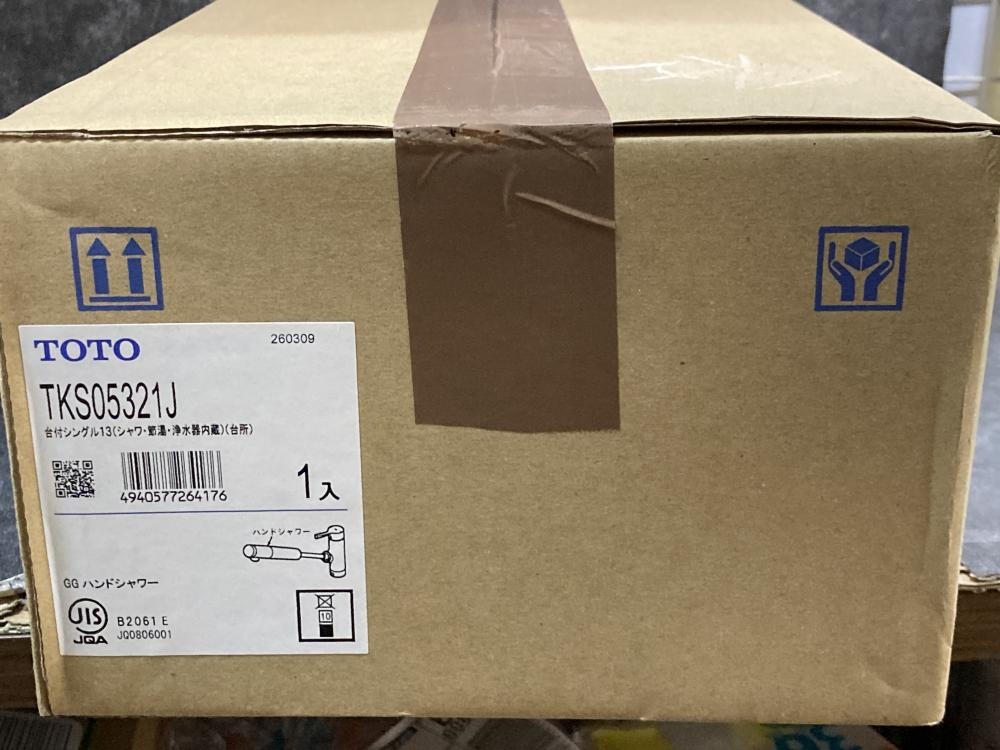 TOTO
260309
TKS05321J
台付シングル13(シャワ・節湯・浄水器内蔵)(台所)
4940577264176
1入
ハンドシャワー
GG ハンドシャワー
JIS
JQA
B2061 E
JQ0806001
10